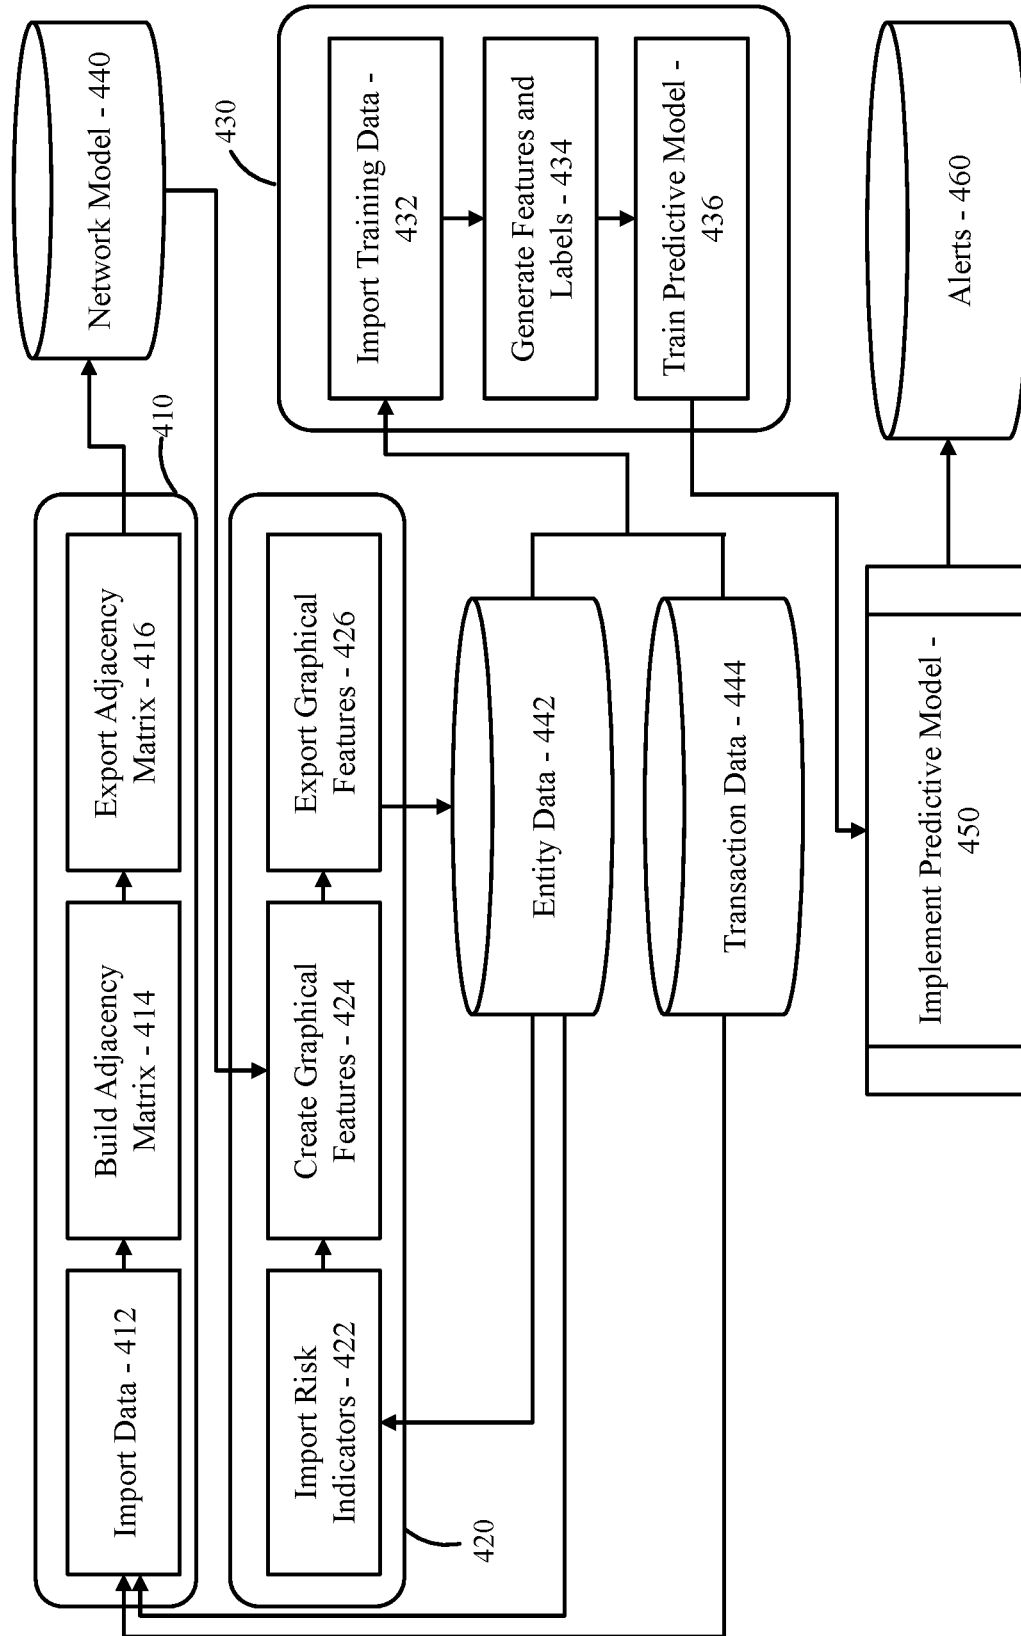 Import Data - 412
Build Adjacency
Matrix - 414
Export Adjacency
Matrix - 416
410
Network Model - 440
Import Risk
Indicators - 422
Create Graphical
Features - 424
Export Graphical
Features - 426
420
430
Import Training Data -
432
Generate Features and
Labels - 434
Train Predictive Model -
436
Entity Data - 442
Transaction Data - 444
Implement Predictive Model -
450
Alerts - 460